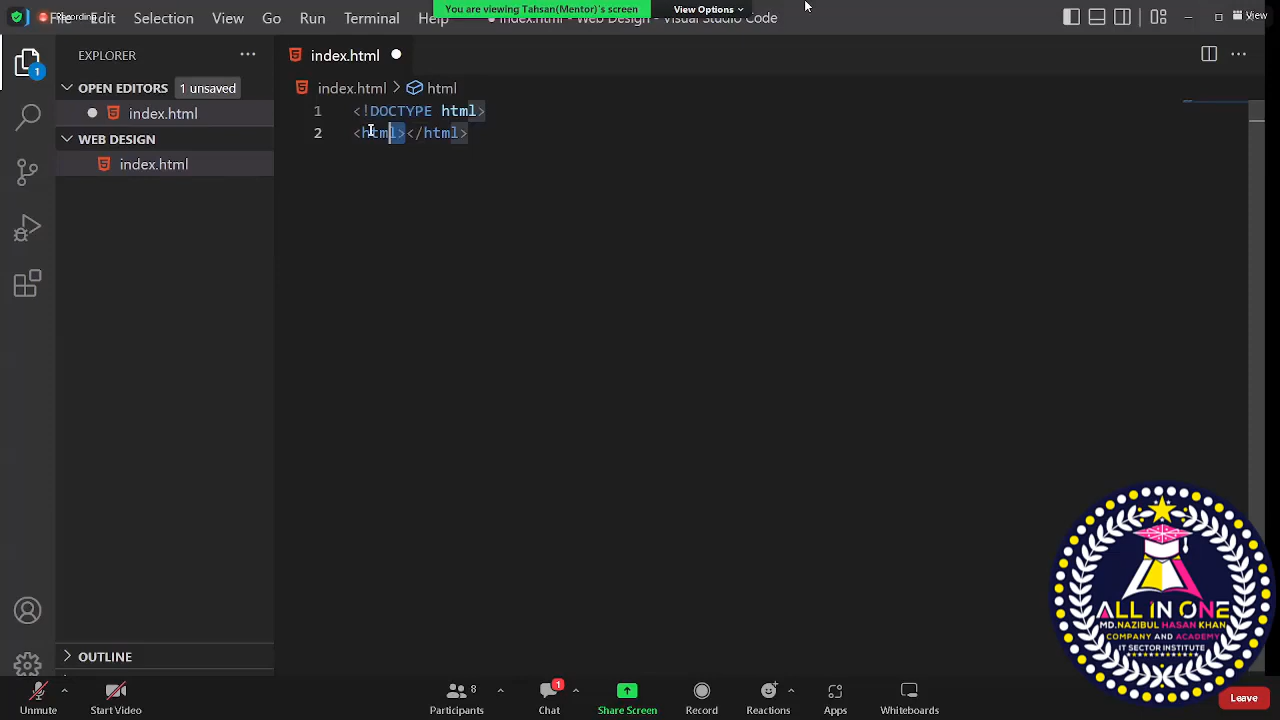 You are viewing Tahsan(Mentor)'s screen
View Options
File Edit Selection View Go Run Terminal Help
index.html - Web Design - Visual Studio Code
View
EXPLORER
index.html
1
OPEN EDITORS 1 unsaved
index.html > html
index.html
1 <!DOCTYPE html>
WEB DESIGN
2 <html></html>
index.html
ALL IN ONE
MD.NAZIBUL HASAN KHAN
COMPANY AND ACADEMY
IT SECTOR INSTITUTE
OUTLINE
8
1
Unmute
Start Video
Participants
Chat
Share Screen
Record
Reactions
Apps
Whiteboards
Leave